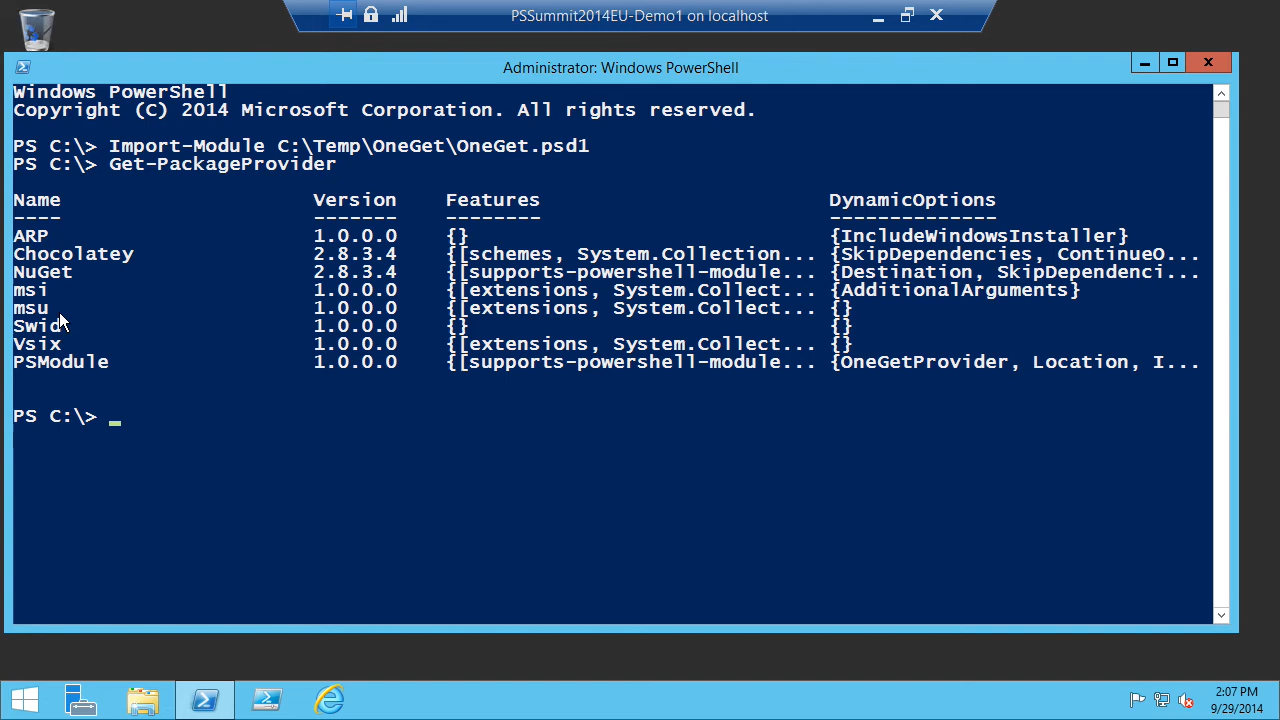 PSSummit2014EU-Demo1 on localhost
Administrator: Windows PowerShell
Windows PowerShell
Copyright (C) 2014 Microsoft Corporation. All rights reserved.
PS C:\> Import-Module C:\Temp\OneGet\OneGet.psd1
PS C:\> Get-PackageProvider
Name Version Features DynamicOptions
---- ------- -------- --------------
ARP 1.0.0.0 {} {IncludeWindowsInstaller}
Chocolatey 2.8.3.4 {[schemes, System.Collection... {SkipDependencies, ContinueO...
NuGet 2.8.3.4 {[supports-powershell-module... {Destination, SkipDependenci...
msi 1.0.0.0 {[extensions, System.Collect... {AdditionalArguments}
msu 1.0.0.0 {[extensions, System.Collect... {}
Swid 1.0.0.0 {} {}
Vsix 1.0.0.0 {[extensions, System.Collect... {}
PSModule 1.0.0.0 {[supports-powershell-module... {OneGetProvider, Location, I...
PS C:\>
2:07 PM
9/29/2014